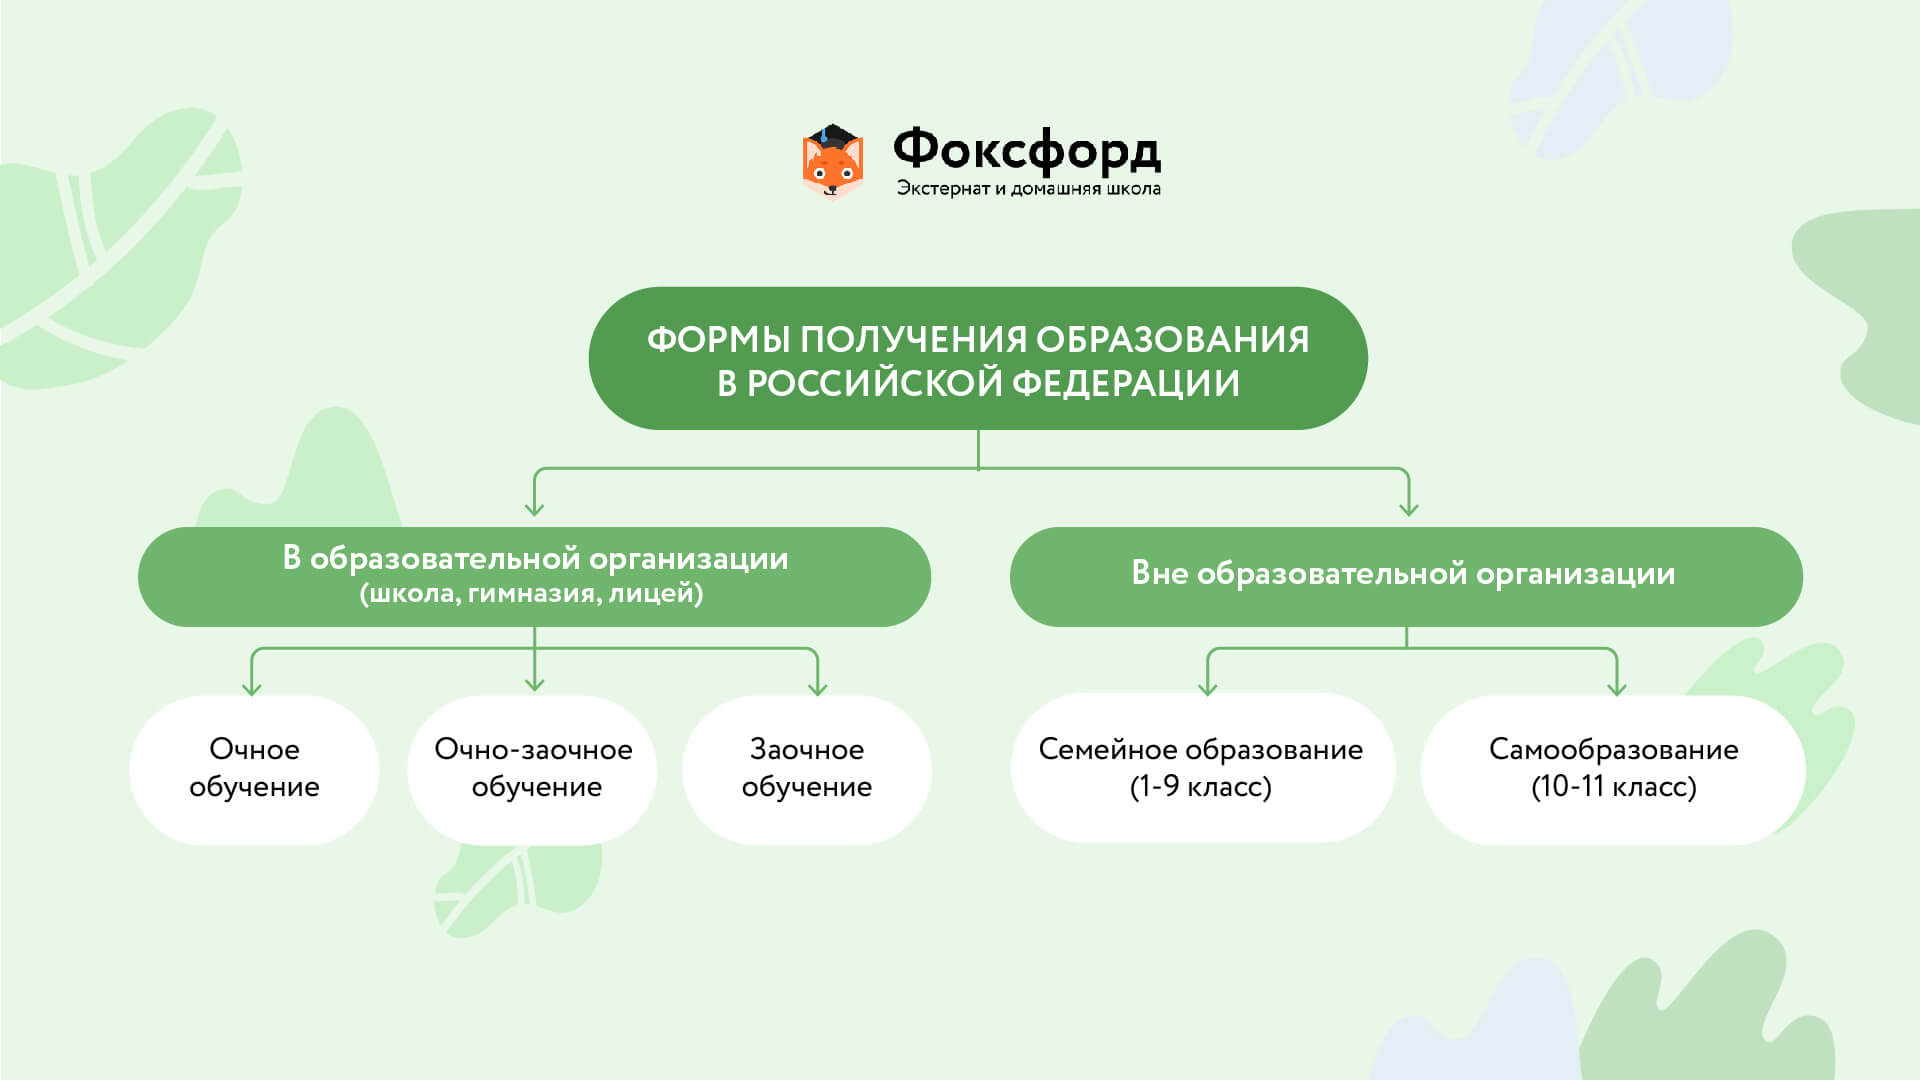 Фоксфорд
Экстернат и домашняя школа
ФОРМЫ ПОЛУЧЕНИЯ ОБРАЗОВАНИЯ
В РОССИЙСКОЙ ФЕДЕРАЦИИ
В образовательной организации
(школа, гимназия, лицей)
Вне образовательной организации
Очное
обучение
Очно-заочное
обучение
Заочное
обучение
Семейное образование
(1-9 класс)
Самообразование
(10-11 класс)